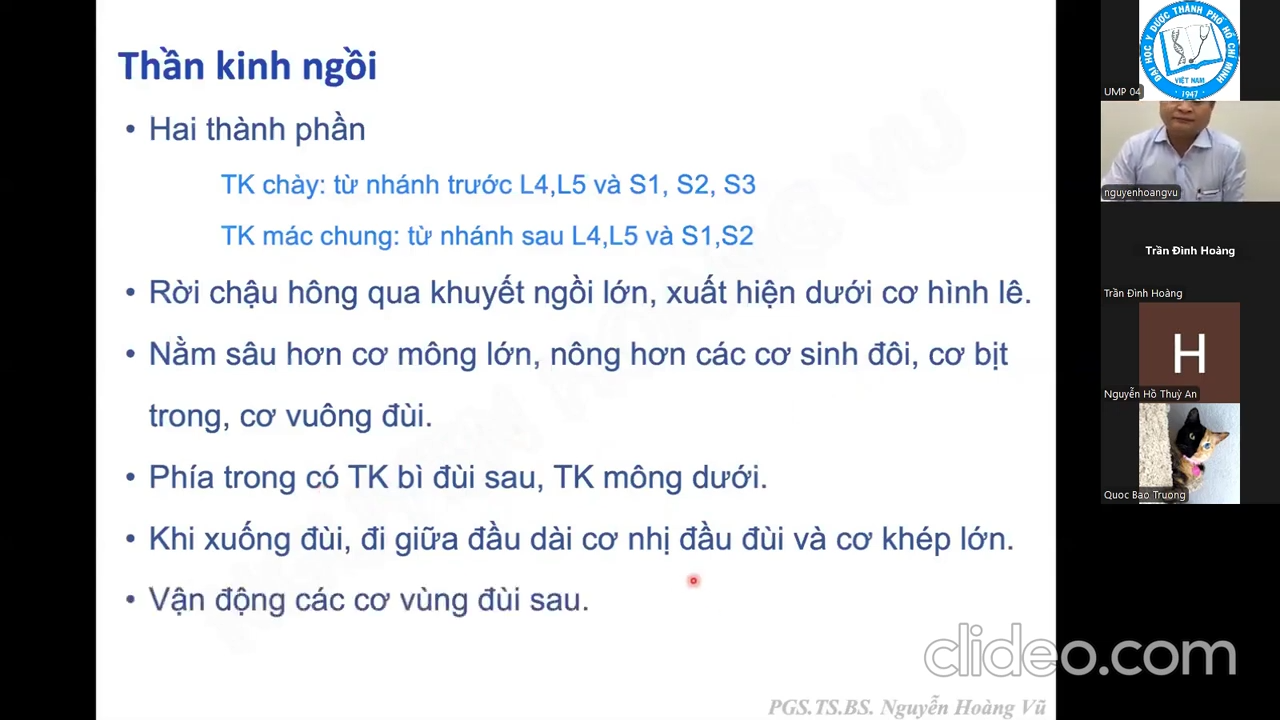 Thần kinh ngồi
• Hai thành phần
TK chày: từ nhánh trước L4,L5 và S1, S2, S3
TK mác chung: từ nhánh sau L4,L5 và S1,S2
• Rời chậu hông qua khuyết ngồi lớn, xuất hiện dưới cơ hình lê.
• Nằm sâu hơn cơ mông lớn, nông hơn các cơ sinh đôi, cơ bịt
trong, cơ vuông đùi.
• Phía trong có TK bì đùi sau, TK mông dưới.
• Khi xuống đùi, đi giữa đầu dài cơ nhị đầu đùi và cơ khép lớn.
• Vận động các cơ vùng đùi sau.
PGS.TS.BS. Nguyễn Hoàng Vũ
clideo.com
ĐẠI HỌC Y DƯỢC THÀNH PHỐ HỒ CHÍ MINH
VIỆT NAM
1947
UMP 04
nguyenhoangvu
Trần Đình Hoàng
Trần Đình Hoàng
H
Nguyễn Hồ Thuỳ An
Quoc Bao Truong